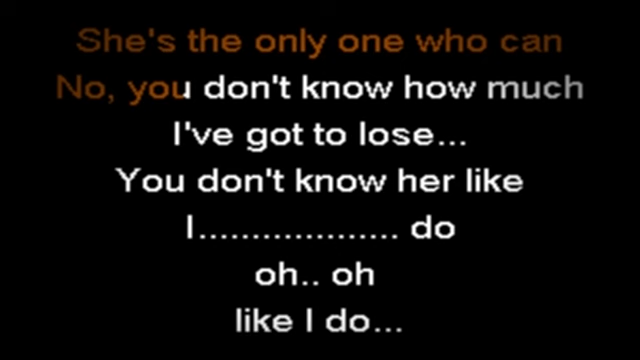 She's the only one who can
No, you don't know how much
I've got to lose...
You don't know her like
I................... do
oh.. oh
like I do...